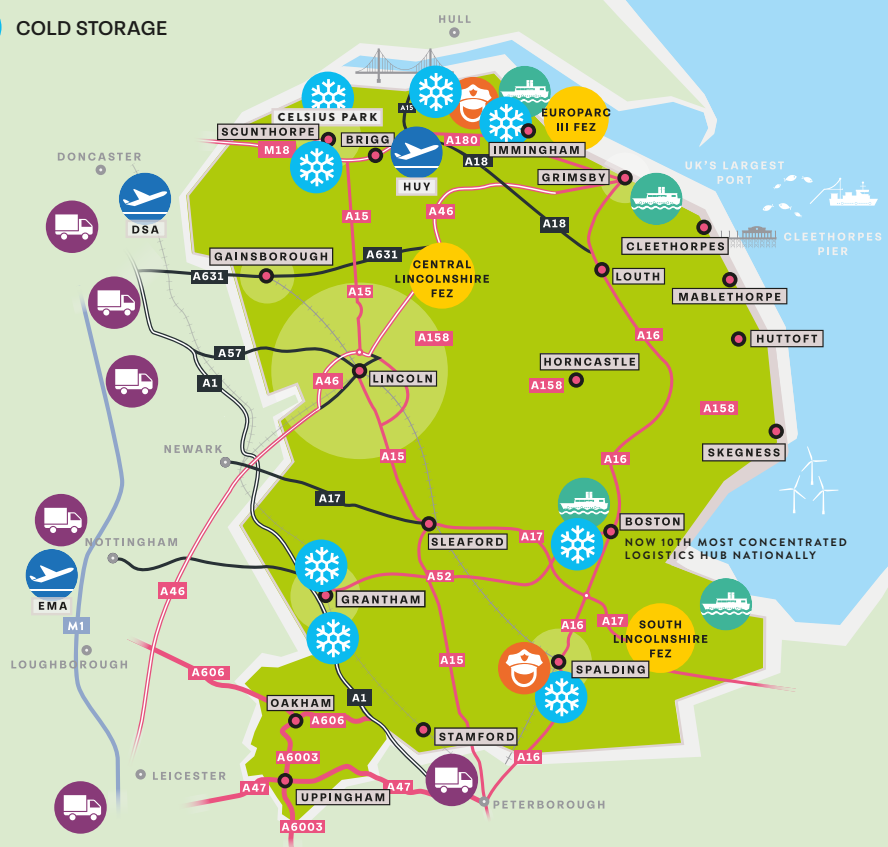 COLD STORAGE
HULL
CELSIUS PARK
SCUNTHORPE
BRIGG
M18
A15
A180
A18
EUROPARC
III FEZ
IMMINGHAM
HUY
GRIMSBY
UK'S LARGEST
PORT
DONCASTER
DSA
A15
A46
A18
CLEETHORPES
CLEETHORPES
PIER
GAINSBOROUGH
A631
A631
CENTRAL
LINCOLNSHIRE
FEZ
LOUTH
MABLETHORPE
A15
A158
A16
HUTTOFT
A57
A1
A46
LINCOLN
HORNCASTLE
A158
A158
NEWARK
A15
A16
SKEGNESS
A17
BOSTON
NOW 10TH MOST CONCENTRATED
LOGISTICS HUB NATIONALLY
SLEAFORD
A17
NOTTINGHAM
EMA
A46
A52
GRANTHAM
M1
A16
A17
SOUTH
LINCOLNSHIRE
FEZ
LOUGHBOROUGH
A606
A15
SPALDING
A1
OAKHAM
A606
STAMFORD
A6003
A16
LEICESTER
A47
UPPINGHAM
A47
PETERBOROUGH
A6003